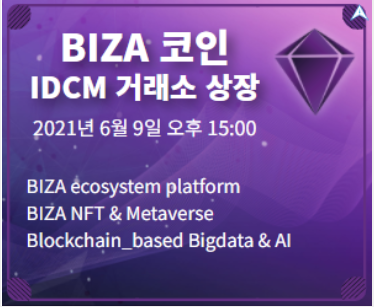 BIZA 코인
IDCM 거래소 상장
2021년 6월 9일 오후 15:00
BIZA ecosystem platform
BIZA NFT & Metaverse
Blockchain_based Bigdata & AI